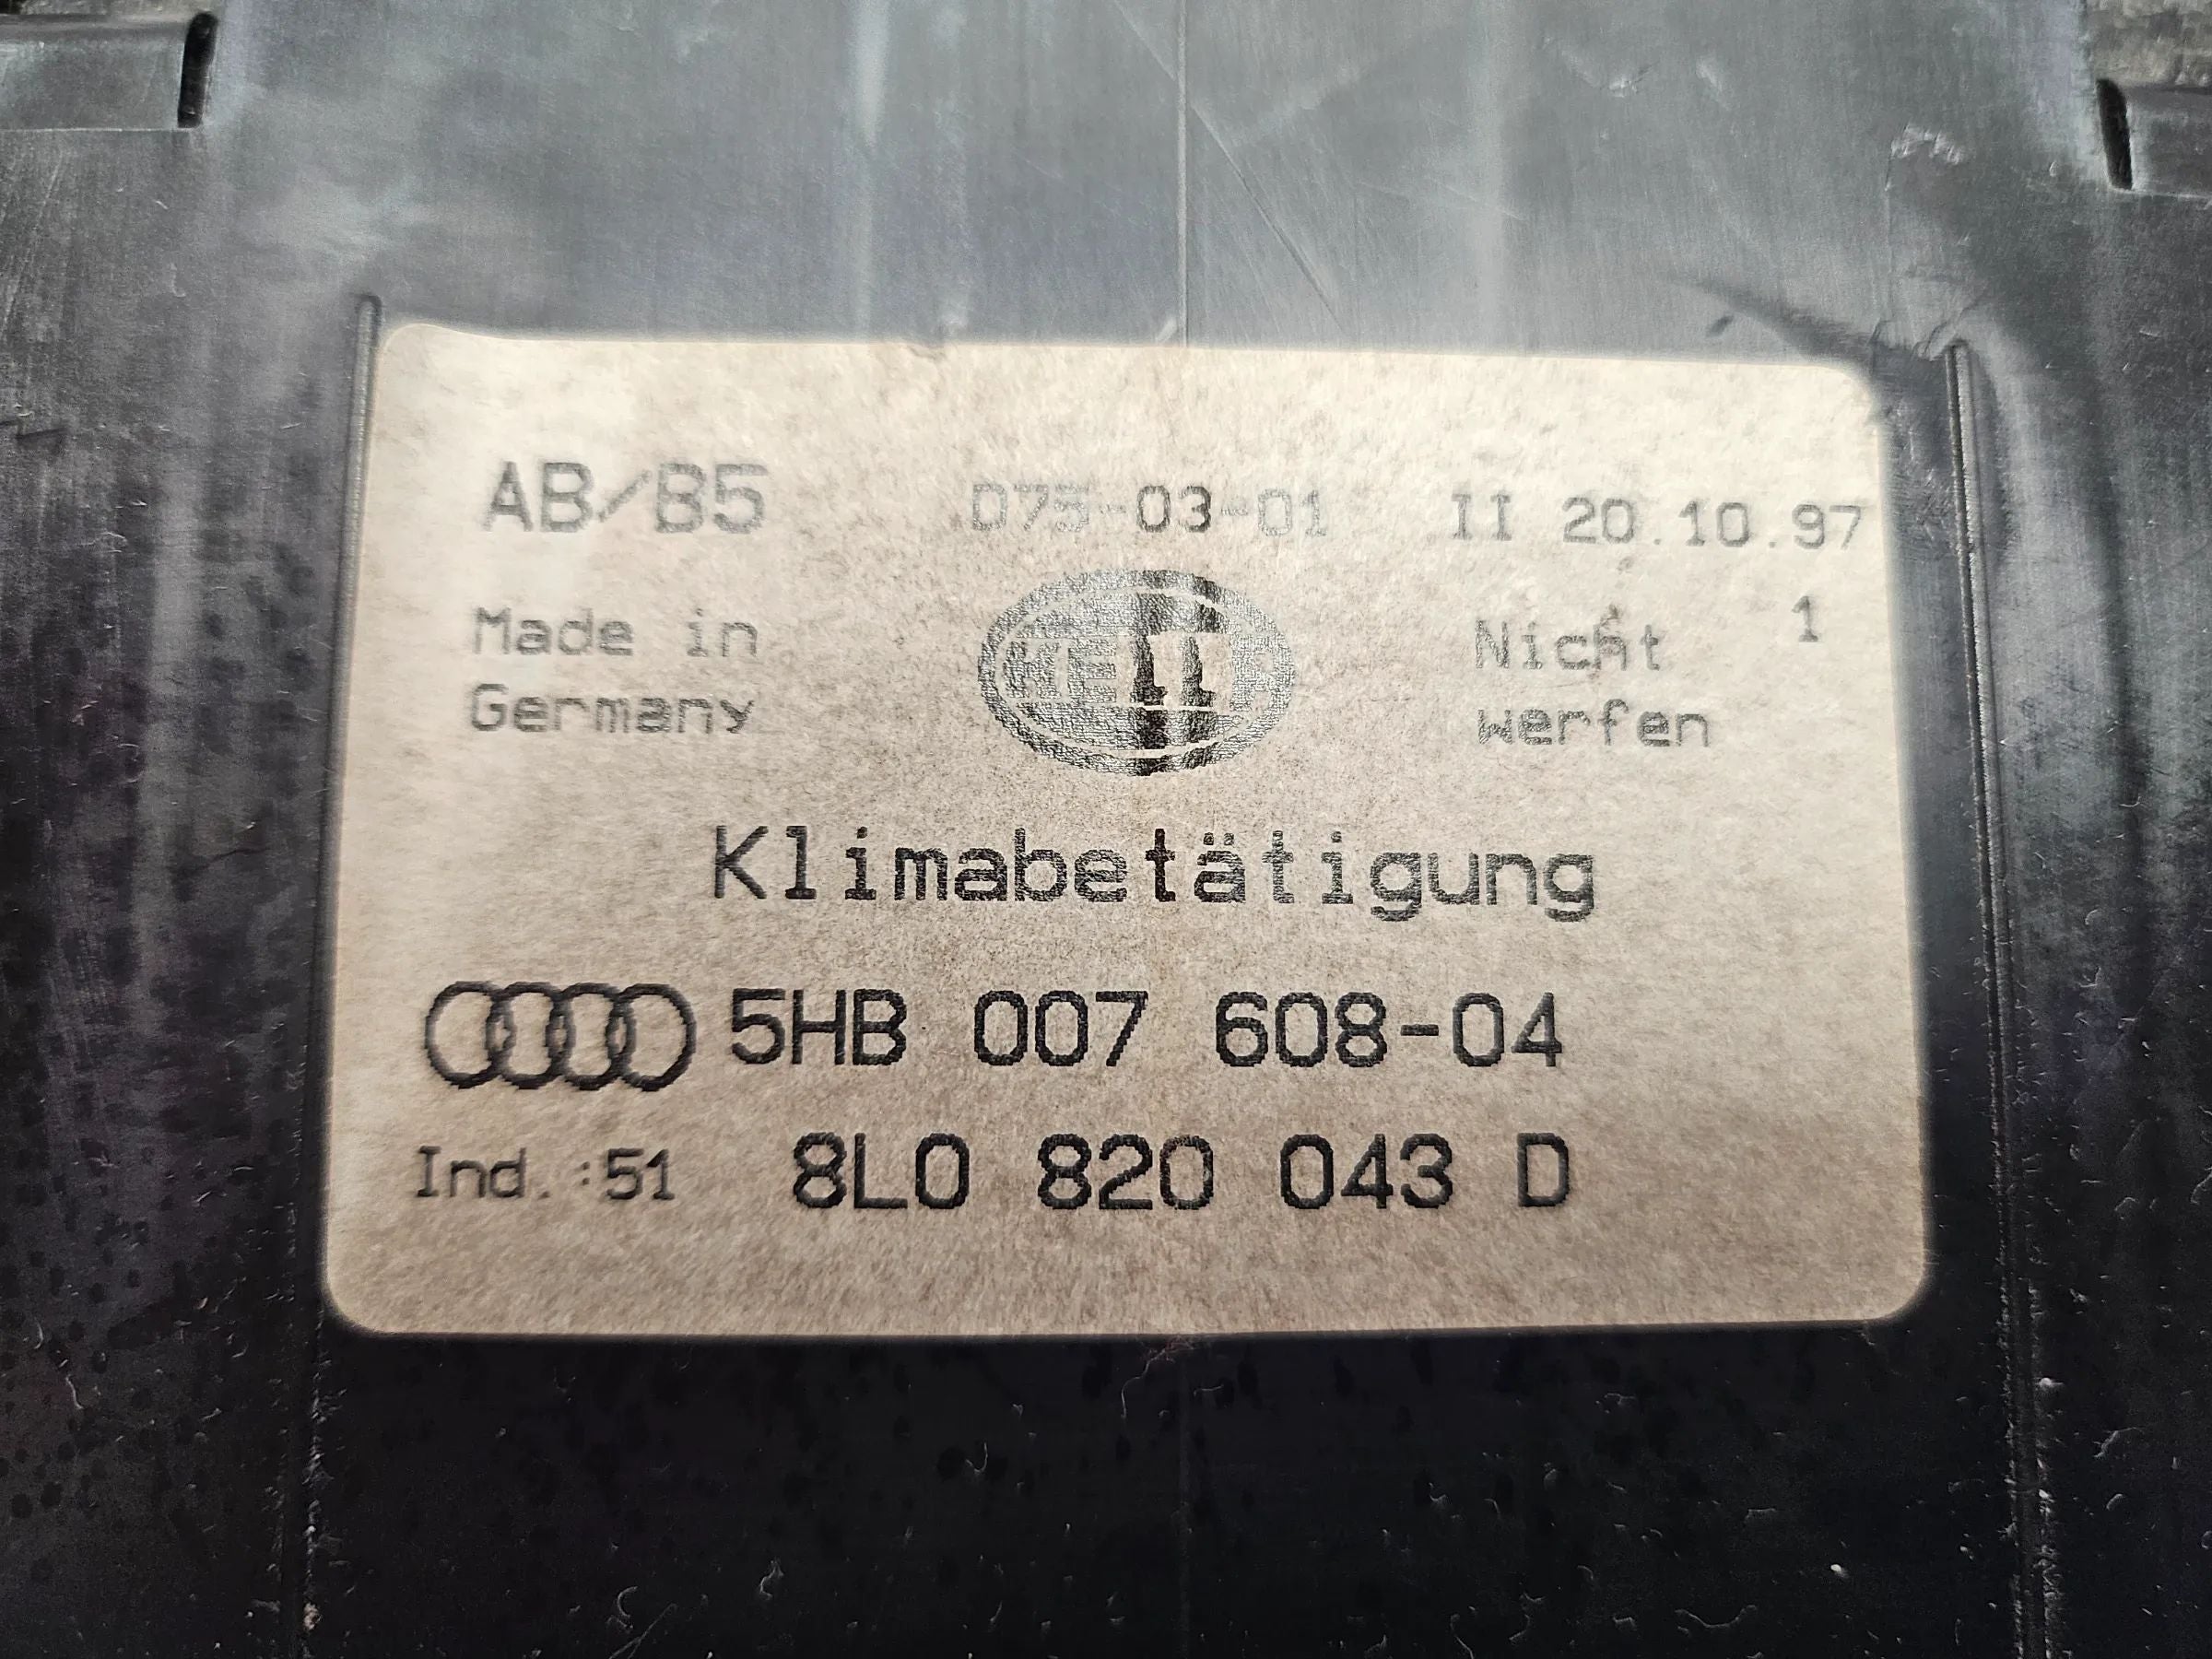 AB/B5 D75-03-01 II 20.10.97
Made in Germany
HELLA
Nicht werfen
1
Klimabetätigung
5HB 007 608-04
Ind.:51 8L0 820 043 D